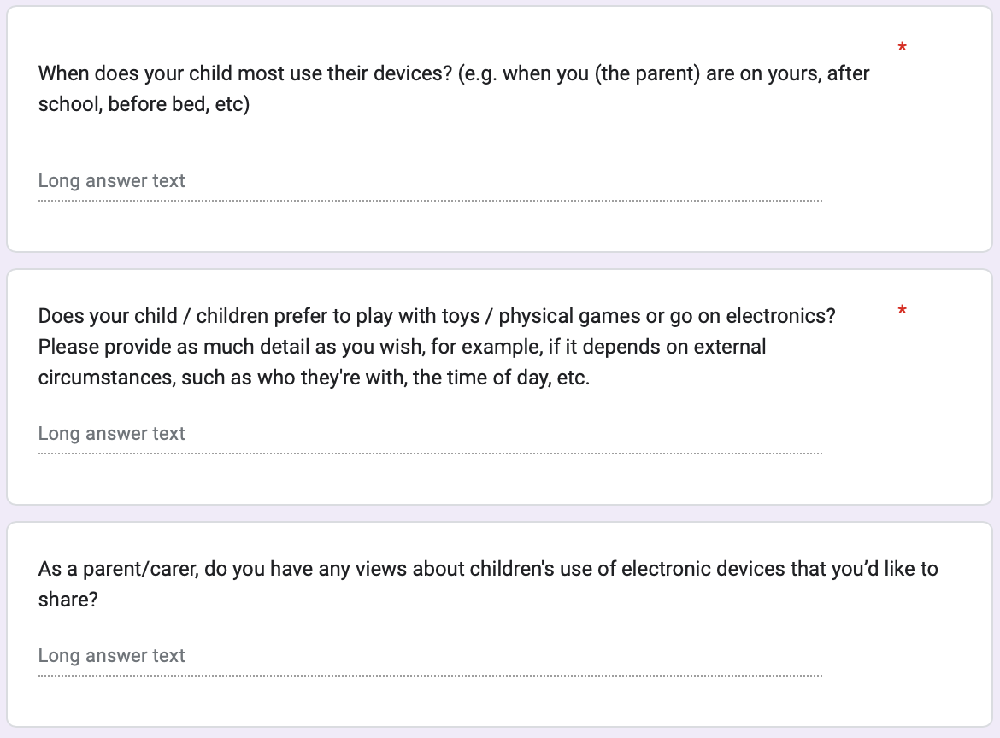 *
When does your child most use their devices? (e.g. when you (the parent) are on yours, after
school, before bed, etc)
Long answer text
Does your child / children prefer to play with toys / physical games or go on electronics? *
Please provide as much detail as you wish, for example, if it depends on external
circumstances, such as who they're with, the time of day, etc.
Long answer text
As a parent/carer, do you have any views about children's use of electronic devices that you’d like to
share?
Long answer text